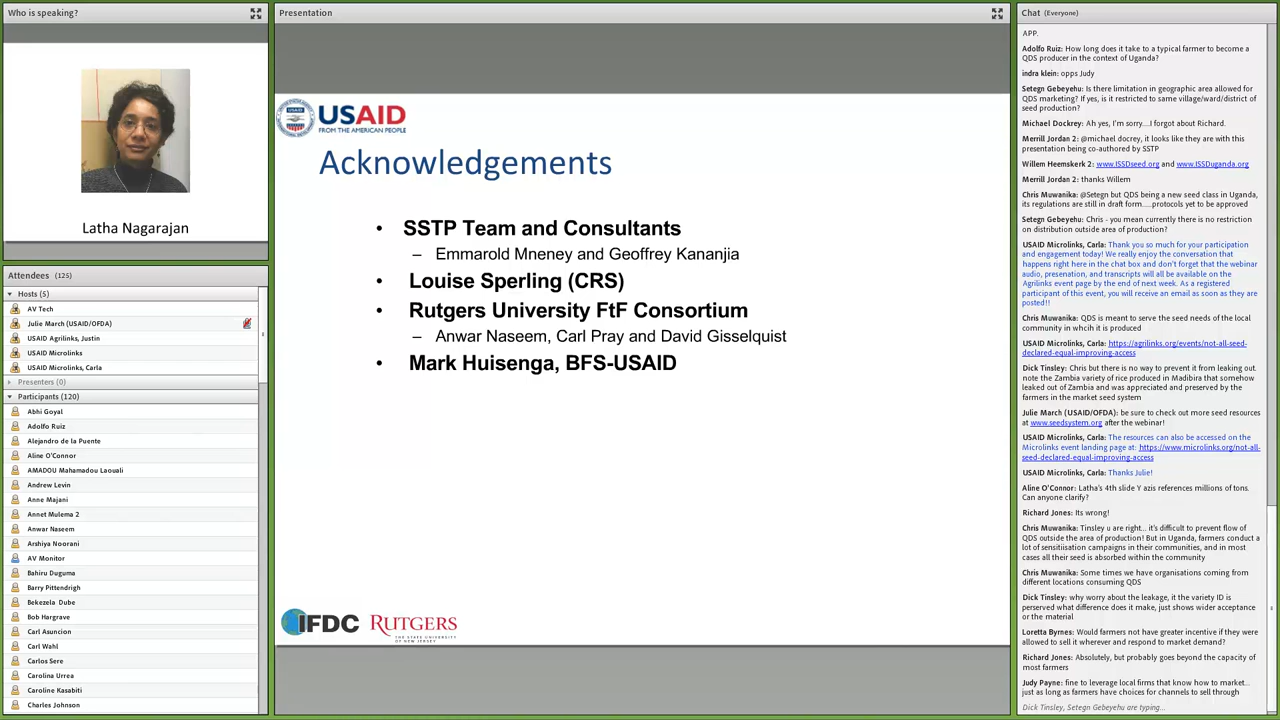 Who is speaking?
Latha Nagarajan
Attendees (125)
Hosts (5)
AV Tech
Julie March (USAID/OFDA)
USAID Agrilinks, Justin
USAID Microlinks
USAID Microlinks, Carla
Presenters (0)
Participants (120)
Abhi Goyal
Adolfo Ruiz
Alejandro de la Puente
Aline O'Connor
AMADOU Mahamadou Laouali
Andrew Levin
Anne Majani
Annet Mulema 2
Anwar Naseem
Arshiya Noorani
AV Monitor
Bahiru Duguma
Barry Pittendrigh
Bekezela Dube
Bob Hargrave
Carl Asuncion
Carl Wahl
Carlos Sere
Carolina Urrea
Caroline Kasabiti
Charles Johnson
Presentation
USAID
FROM THE AMERICAN PEOPLE
Acknowledgements
• SSTP Team and Consultants
– Emmarold Mneney and Geoffrey Kananjia
• Louise Sperling (CRS)
• Rutgers University FtF Consortium
– Anwar Naseem, Carl Pray and David Gisselquist
• Mark Huisenga, BFS-USAID
IFDC RUTGERS
THE STATE UNIVERSITY
OF NEW JERSEY
Chat (Everyone)
APP.
Adolfo Ruiz: How long does it take to a typical farmer to become a
QDS producer in the context of Uganda?
indra klein: opps Judy
Setegn Gebeyehu: Is there limitation in geographic area allowed for
QDS marketing? If yes, is it restricted to same village/ward/district of
seed production?
Michael Dockrey: Ah yes, I'm sorry....I forgot about Richard.
Merrill Jordan 2: @michael docrey, it looks like they are with this
presentation being co-authored by SSTP
Willem Heemskerk 2: www.ISSDseed.org and www.ISSDuganda.org
Merrill Jordan 2: thanks Willem
Chris Muwanika: @Setegn but QDS being a new seed class in Uganda,
its regulations are still in draft form.....protocols yet to be approved
Setegn Gebeyehu: Chris - you mean currently there is no restriction
on distribution outside area of production?
USAID Microlinks, Carla: Thank you so much for your participation
and engagement today! We really enjoy the conversation that
happens right here in the chat box and don't forget that the webinar
audio, presenation, and transcripts will all be available on the
Agrilinks event page by the end of next week. As a registered
participant of this event, you will receive an email as soon as they are
posted!!
Chris Muwanika: QDS is meant to serve the seed needs of the local
community in whcih it is produced
USAID Microlinks, Carla: https://agrilinks.org/events/not-all-seed-
declared-equal-improving-access
Dick Tinsley: Chris but there is no way to prevent it from leaking out.
note the Zambia variety of rice produced in Madibira that somehow
leaked out of Zambia and was appreciated and preserved by the
farmers in the market seed system
Julie March (USAID/OFDA): be sure to check out more seed resources
at www.seedsystem.org after the webinar!
USAID Microlinks, Carla: The resources can also be accessed on the
Microlinks event landing page at: https://www.microlinks.org/not-all-
seed-declared-equal-improving-access
USAID Microlinks, Carla: Thanks Julie!
Aline O'Connor: Latha's 4th slide Y azis references millions of tons.
Can anyone clarify?
Richard Jones: Its wrong!
Chris Muwanika: Tinsley u are right... it's difficult to prevent flow of
QDS outside the area of production! But in Uganda, farmers conduct a
lot of sensitisation campaigns in their communities, and in most
cases all their seed is absorbed within the community
Chris Muwanika: Some times we have organisations coming from
different locations consuming QDS
Dick Tinsley: why worry about the leakage, it the variety ID is
perserved what difference does it make, just shows wider acceptance
or the material
Loretta Byrnes: Would farmers not have greater incentive if they were
allowed to sell it wherever and respond to market demand?
Richard Jones: Absolutely, but probably goes beyond the capacity of
most farmers
Judy Payne: fine to leverage local firms that know how to market...
just as long as farmers have choices for channels to sell through
Dick Tinsley, Setegn Gebeyehu are typing...